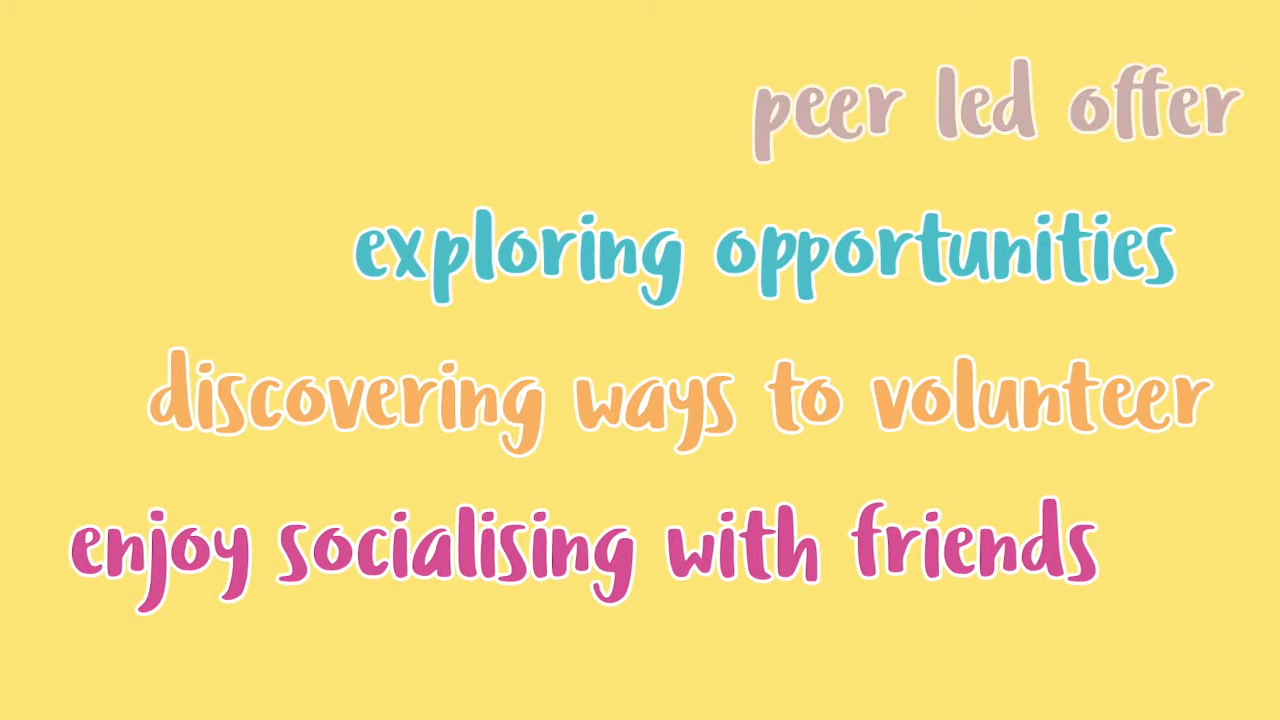 peer led offer
exploring opportunities
discovering ways to volunteer
enjoy socialising with friends